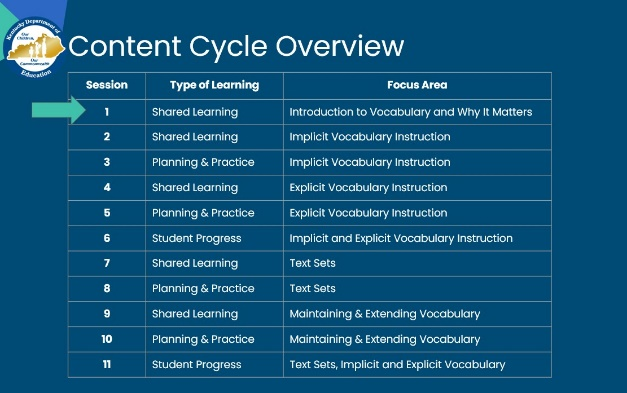 Kentucky Department of
Our Children,
Our Commonwealth
Education
Content Cycle Overview
Session Type of Learning Focus Area
1 Shared Learning Introduction to Vocabulary and Why It Matters
2 Shared Learning Implicit Vocabulary Instruction
3 Planning & Practice Implicit Vocabulary Instruction
4 Shared Learning Explicit Vocabulary Instruction
5 Planning & Practice Explicit Vocabulary Instruction
6 Student Progress Implicit and Explicit Vocabulary Instruction
7 Shared Learning Text Sets
8 Planning & Practice Text Sets
9 Shared Learning Maintaining & Extending Vocabulary
10 Planning & Practice Maintaining & Extending Vocabulary
11 Student Progress Text Sets, Implicit and Explicit Vocabulary